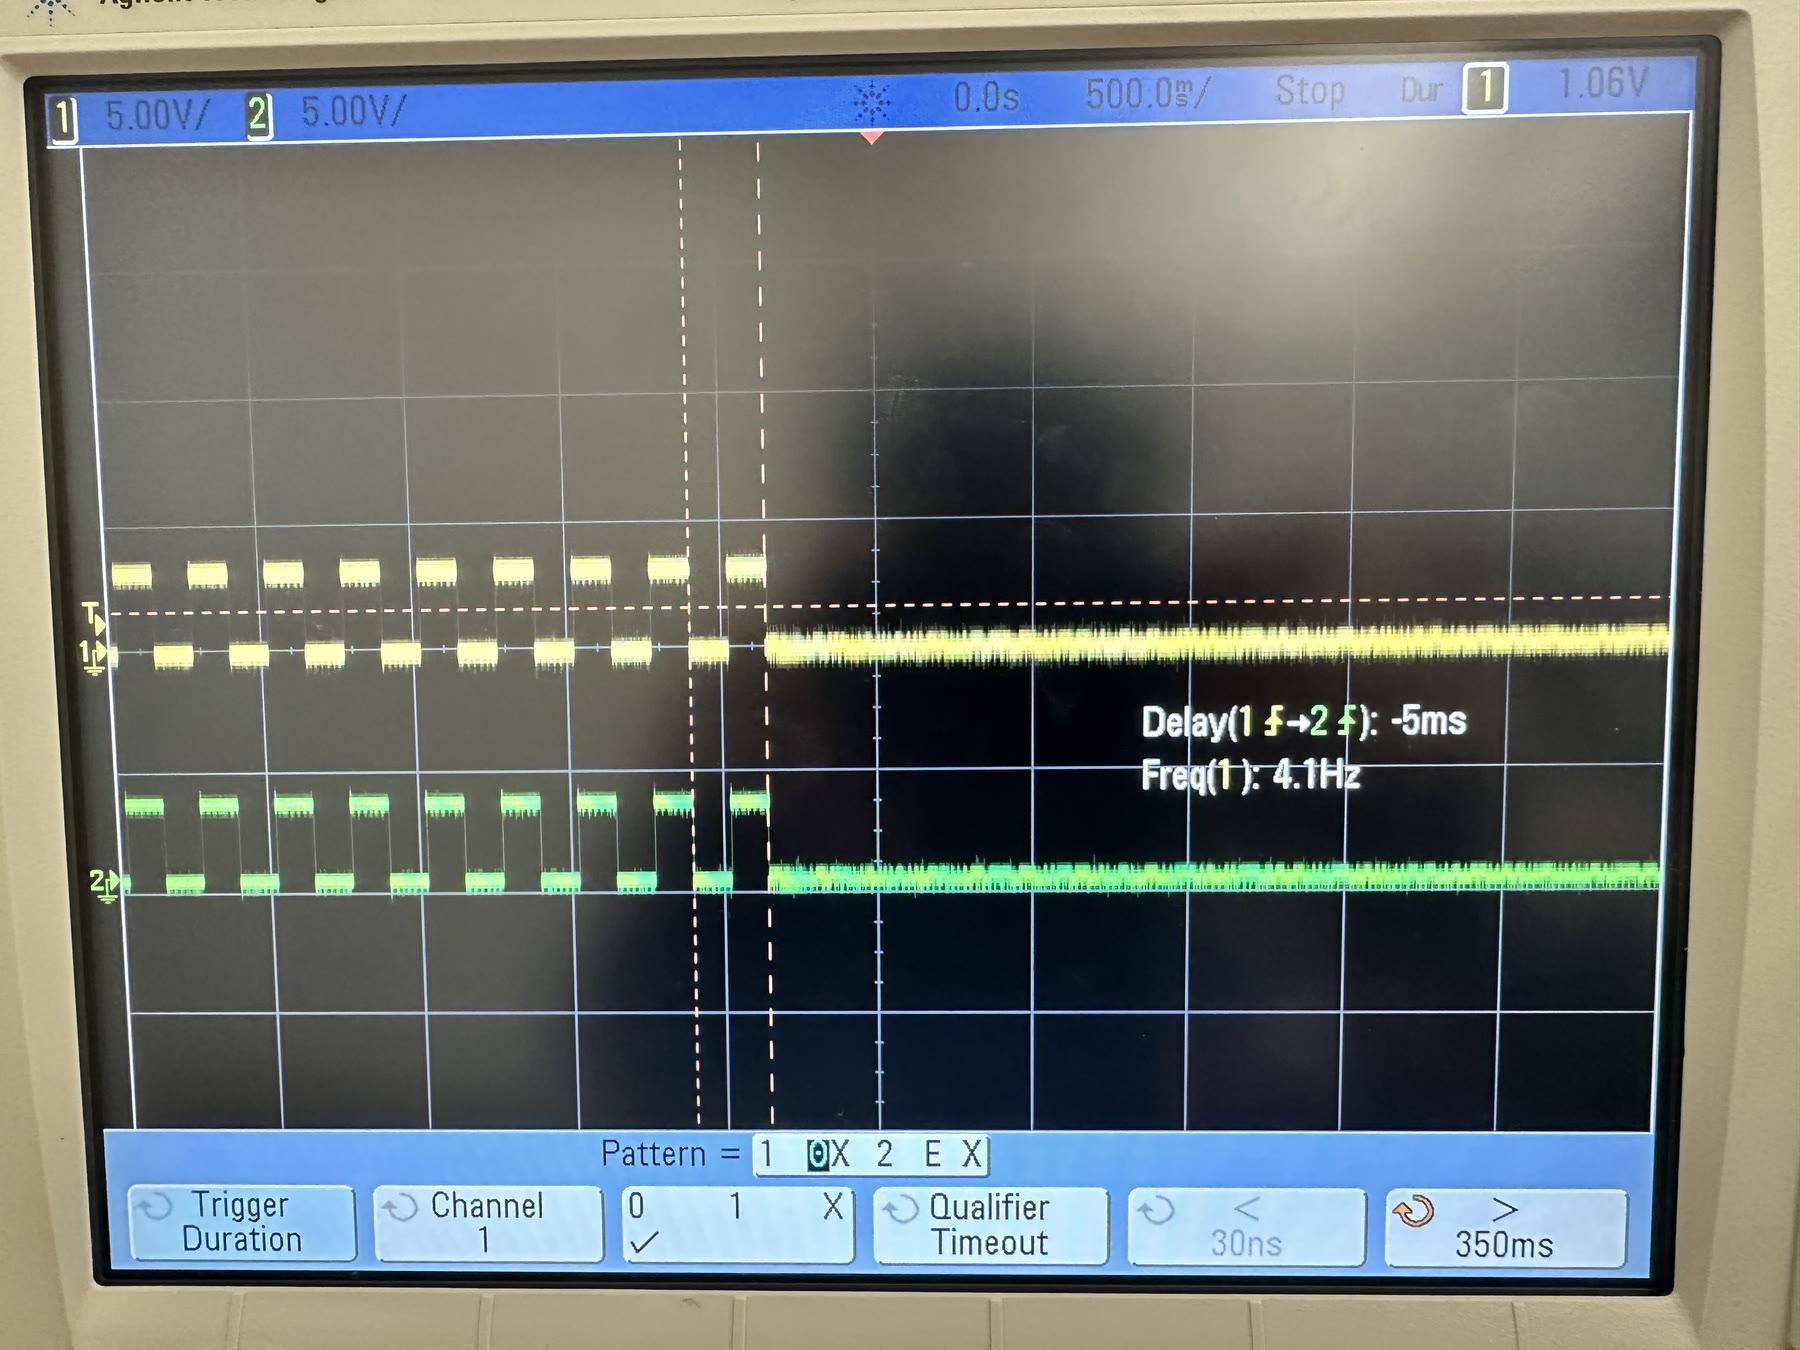 Agilent
1 5.00V/ 2 5.00V/ 0.0s 500.0ms/ Stop Dur 1 1.06V
T
1
Delay(1→2): -5ms
Freq(1): 4.1Hz
2
Pattern = 1 0X 2 E X
Trigger Channel 0 1 X Qualifier < >
Duration 1 ✓ Timeout 30ns 350ms